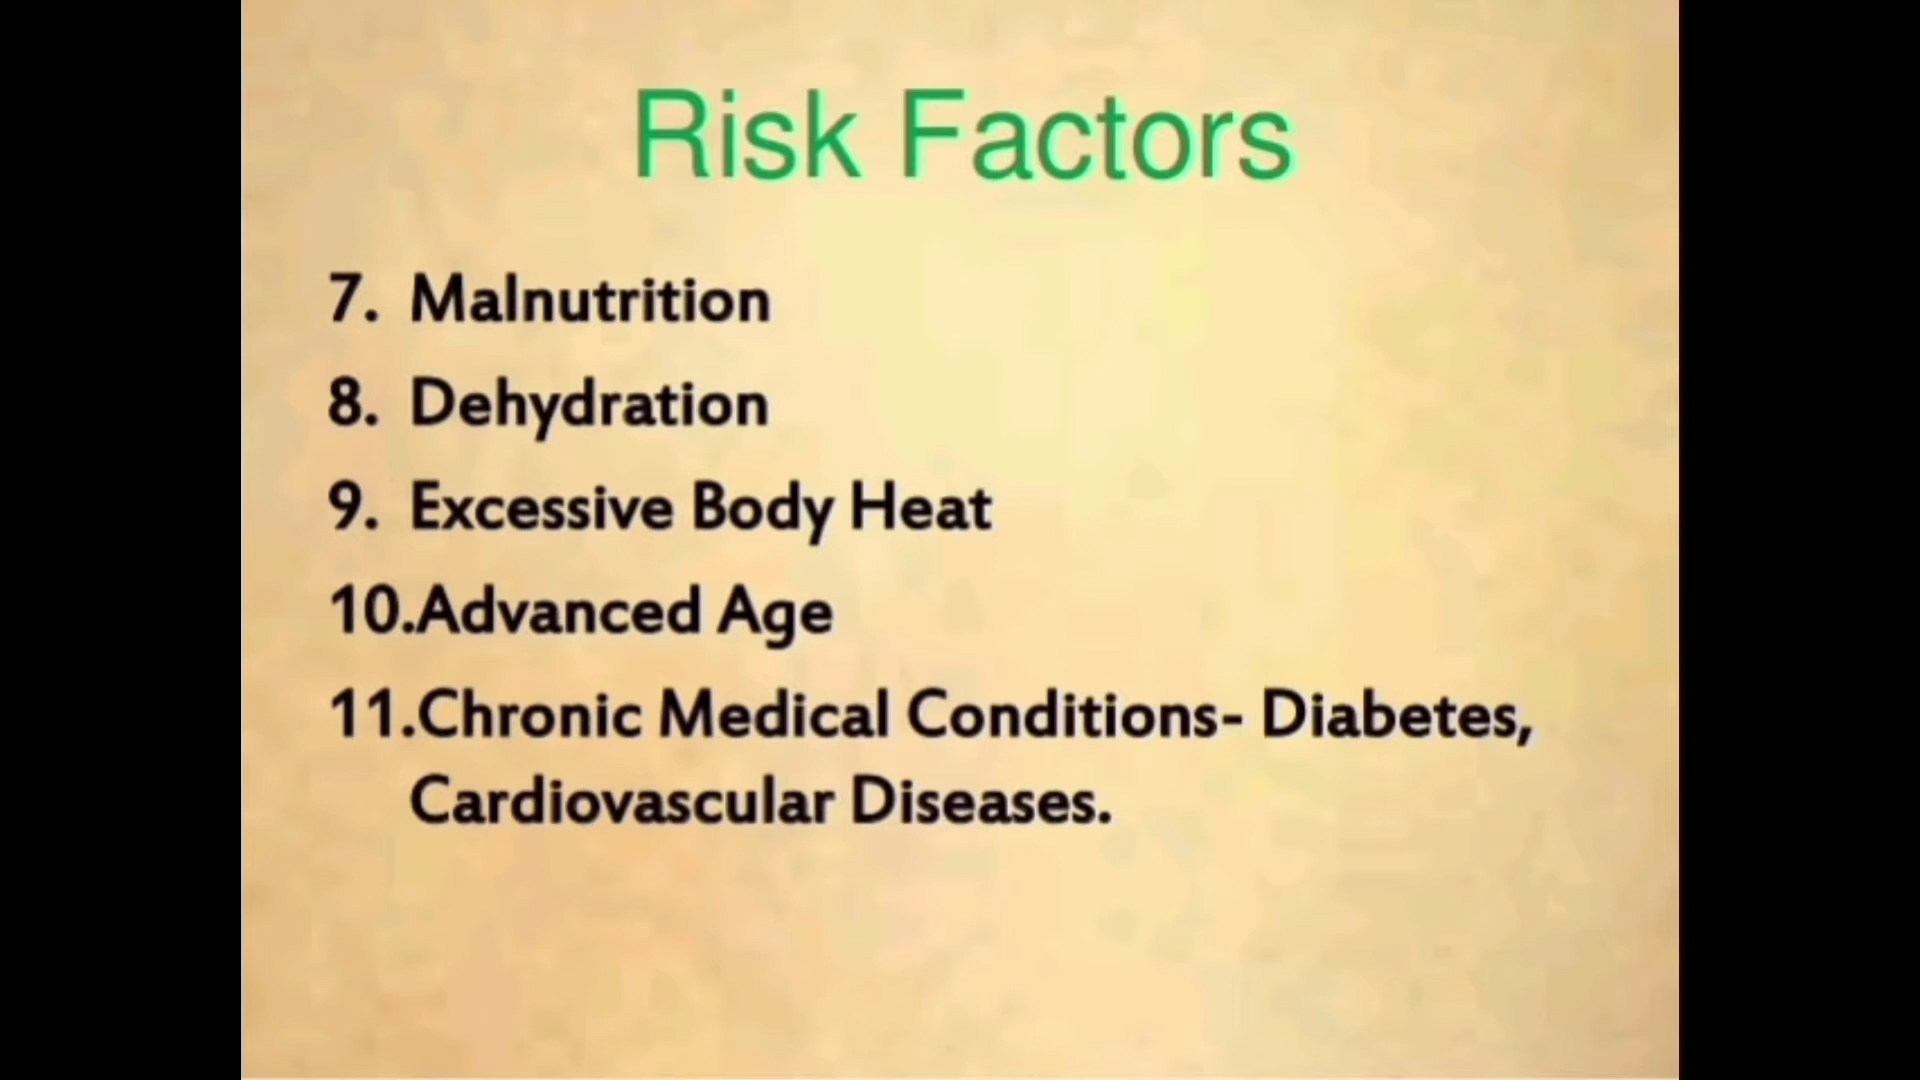 Risk Factors
7. Malnutrition
8. Dehydration
9. Excessive Body Heat
10.Advanced Age
11.Chronic Medical Conditions- Diabetes,
Cardiovascular Diseases.